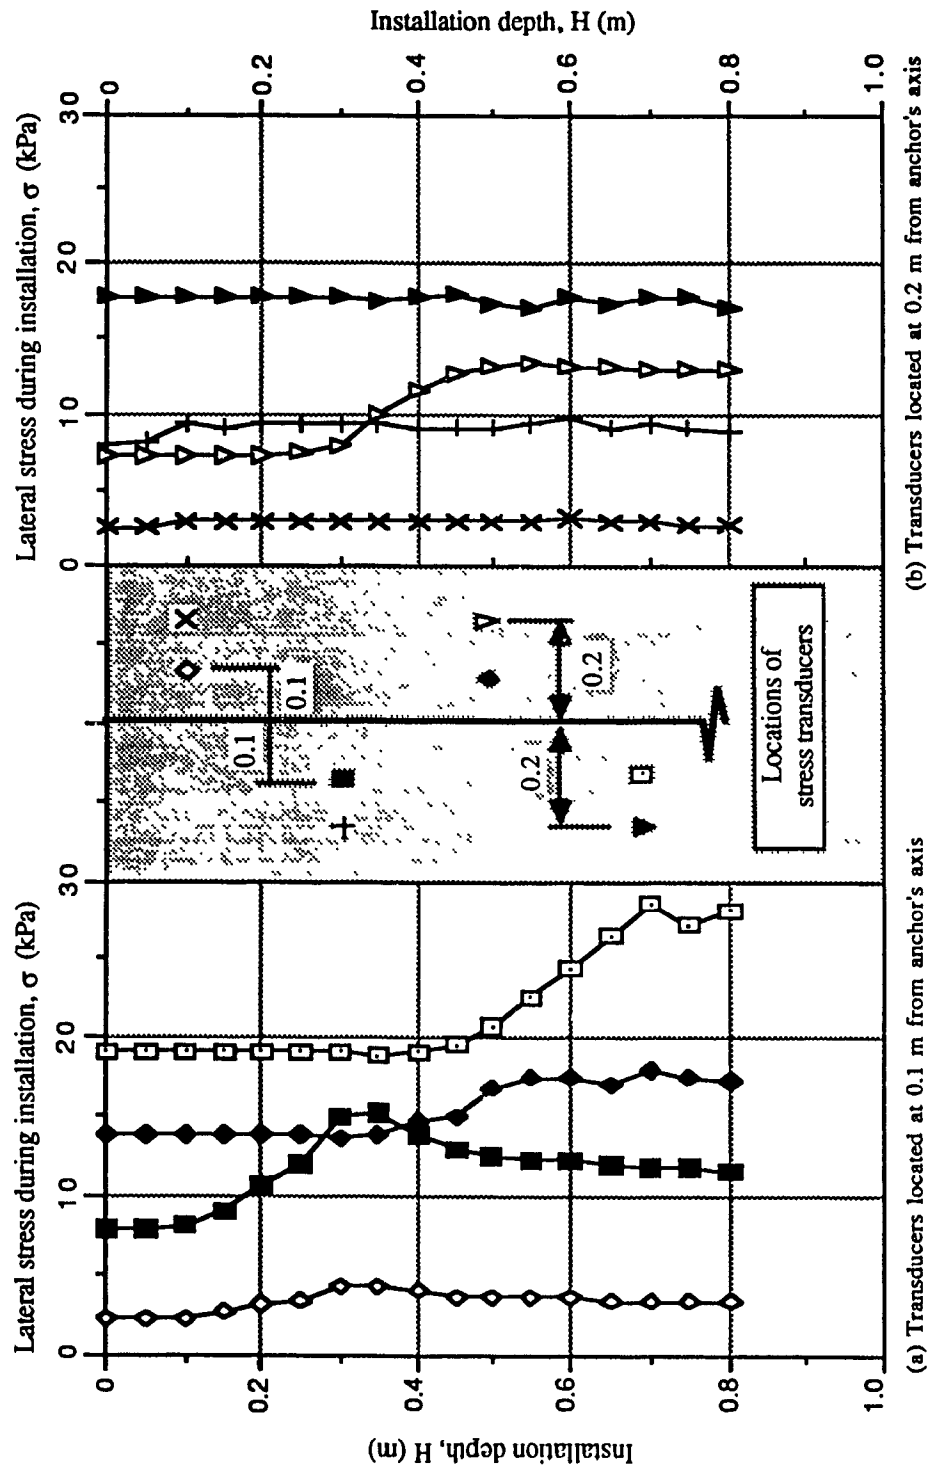 Lateral stress during installation, σ (kPa)
0 10 20 30
Installation depth, H (m)
0
0.2
0.4
0.6
0.8
1.0
(a) Transducers located at 0.1 m from anchor's axis
0.1
0.1
0.2
0.2
Locations of
stress transducers
Lateral stress during installation, σ (kPa)
0 10 20 30
0
0.2
0.4
0.6
0.8
1.0
Installation depth, H (m)
(b) Transducers located at 0.2 m from anchor's axis